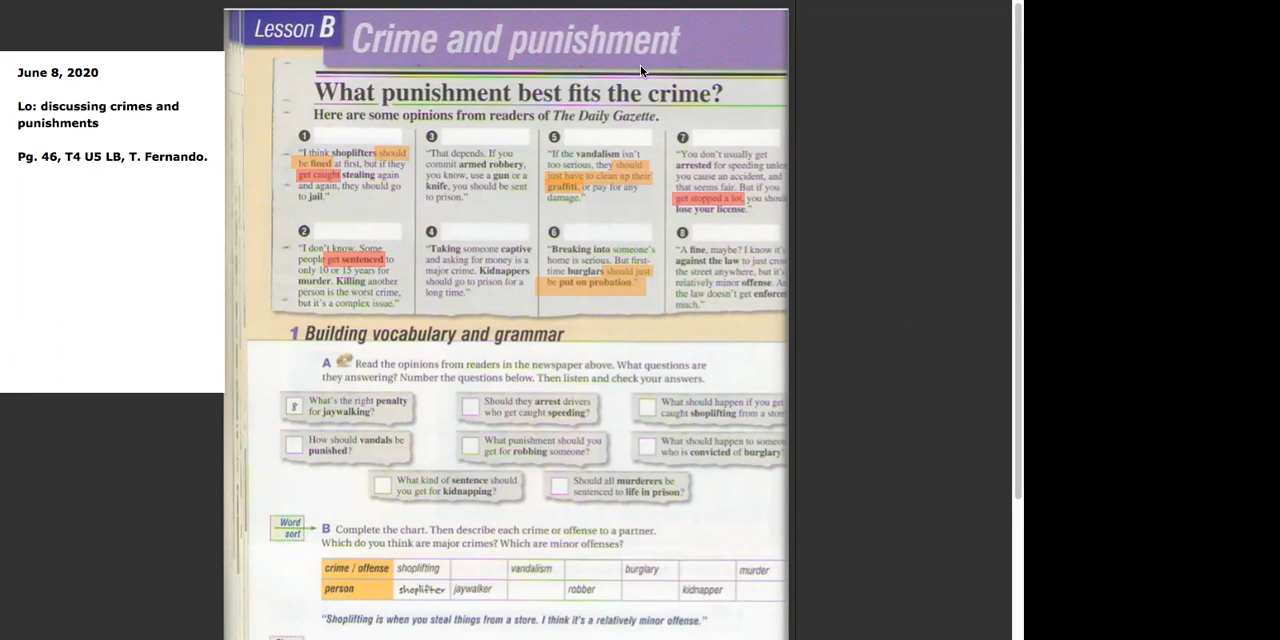 June 8, 2020
Lo: discussing crimes and
punishments
Pg. 46, T4 U5 LB, T. Fernando.
Lesson B
Crime and punishment
What punishment best fits the crime?
Here are some opinions from readers of The Daily Gazette.
1
"I think shoplifters should
be fined at first, but if they
get caught stealing again
and again, they should go
to jail."
2
"I don't know. Some
people get sentenced to
only 10 or 15 years for
murder. Killing another
person is the worst crime,
but it's a complex issue."
3
"That depends. If you
commit armed robbery,
you know, use a gun or a
knife, you should be sent
to prison."
4
"Taking someone captive
and asking for money is a
major crime. Kidnappers
should go to prison for a
long time."
5
"If the vandalism isn't
too serious, they should
just have to clean up their
graffiti, or pay for any
damage."
6
"Breaking into someone's
home is serious. But first-
time burglars should just
be put on probation."
7
"You don't usually get
arrested for speeding
you cause an accident, and
that seems fair. But if you
get stopped a lot, you
lose your license."
8
"A fine, maybe? I know it's
against the law to just
the street anywhere, but it's
relatively minor offense.
the law doesn't get
much."
1 Building vocabulary and grammar
A Read the opinions from readers in the newspaper above. What questions are
they answering? Number the questions below. Then listen and check your answers.
8 What's the right penalty
for jaywalking?
Should they arrest drivers
who get caught speeding?
What should happen if you get
caught shoplifting from a
How should vandals be
punished?
What punishment should you
get for robbing someone?
What should happen to
who is convicted of burglary
What kind of sentence should
you get for kidnapping?
Should all murderers be
sentenced to life in prison?
Word
sort
B Complete the chart. Then describe each crime or offense to a partner.
Which do you think are major crimes? Which are minor offenses?
crime / offense shoplifting vandalism burglary murder
person shoplifter jaywalker robber kidnapper
"Shoplifting is when you steal things from a store. I think it's a relatively minor offense."